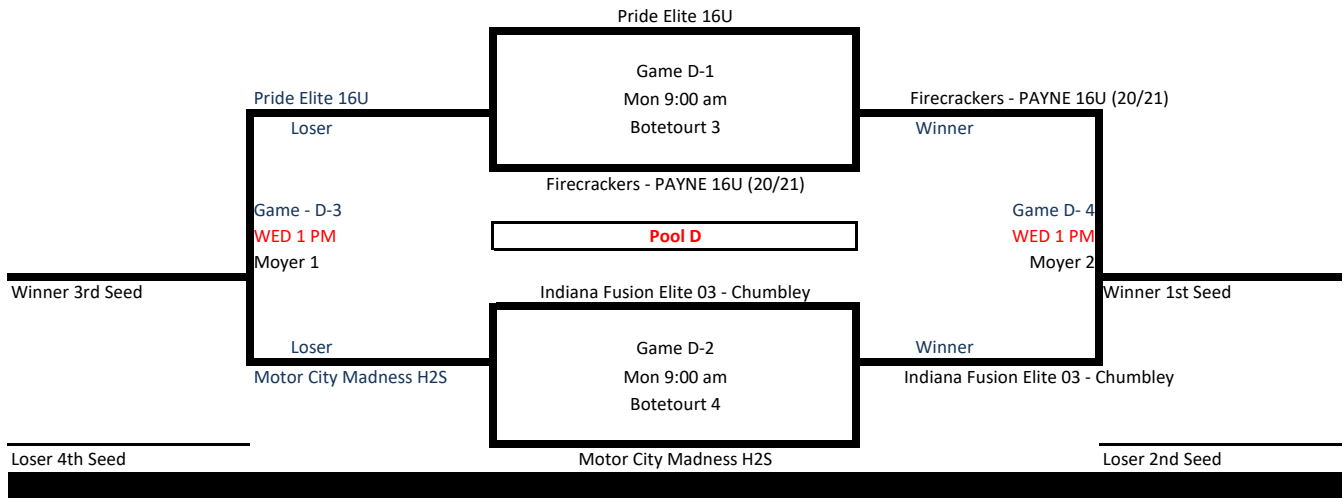 Pride Elite 16U
Game D-1
Pride Elite 16U
Mon 9:00 am
Firecrackers - PAYNE 16U (20/21)
Loser
Botetourt 3
Winner
Firecrackers - PAYNE 16U (20/21)
Game - D-3
Game D- 4
WED 1 PM
Pool D
WED 1 PM
Moyer 1
Moyer 2
Winner 3rd Seed
Indiana Fusion Elite 03 - Chumbley
Winner 1st Seed
Loser
Game D-2
Winner
Motor City Madness H2S
Mon 9:00 am
Indiana Fusion Elite 03 - Chumbley
Botetourt 4
Loser 4th Seed
Motor City Madness H2S
Loser 2nd Seed